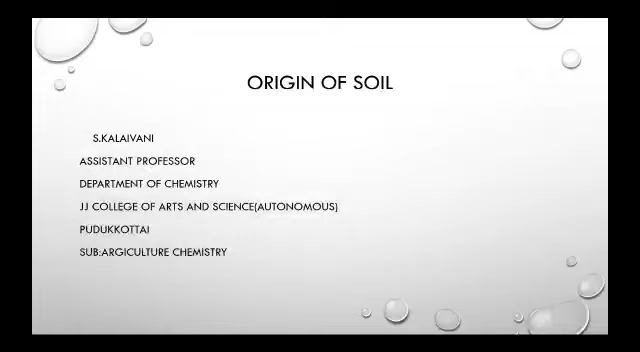 ORIGIN OF SOIL
S.KALAIVANI
ASSISTANT PROFESSOR
DEPARTMENT OF CHEMISTRY
JJ COLLEGE OF ARTS AND SCIENCE(AUTONOMOUS)
PUDUKKOTTAI
SUB:ARGICULTURE CHEMISTRY